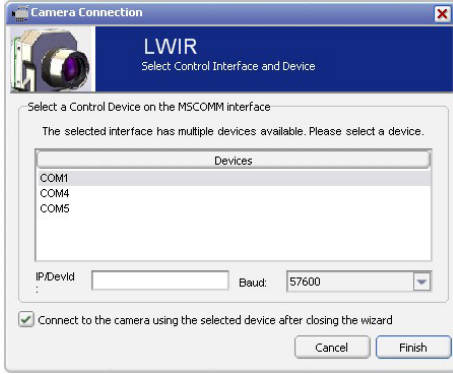 Camera Connection
LWIR
Select Control Interface and Device
Select a Control Device on the MSCOMM interface
The selected interface has multiple devices available. Please select a device.
Devices
COM1
COM4
COM5
IP/DevId
:
Baud:
57600
Connect to the camera using the selected device after closing the wizard
Cancel
Finish